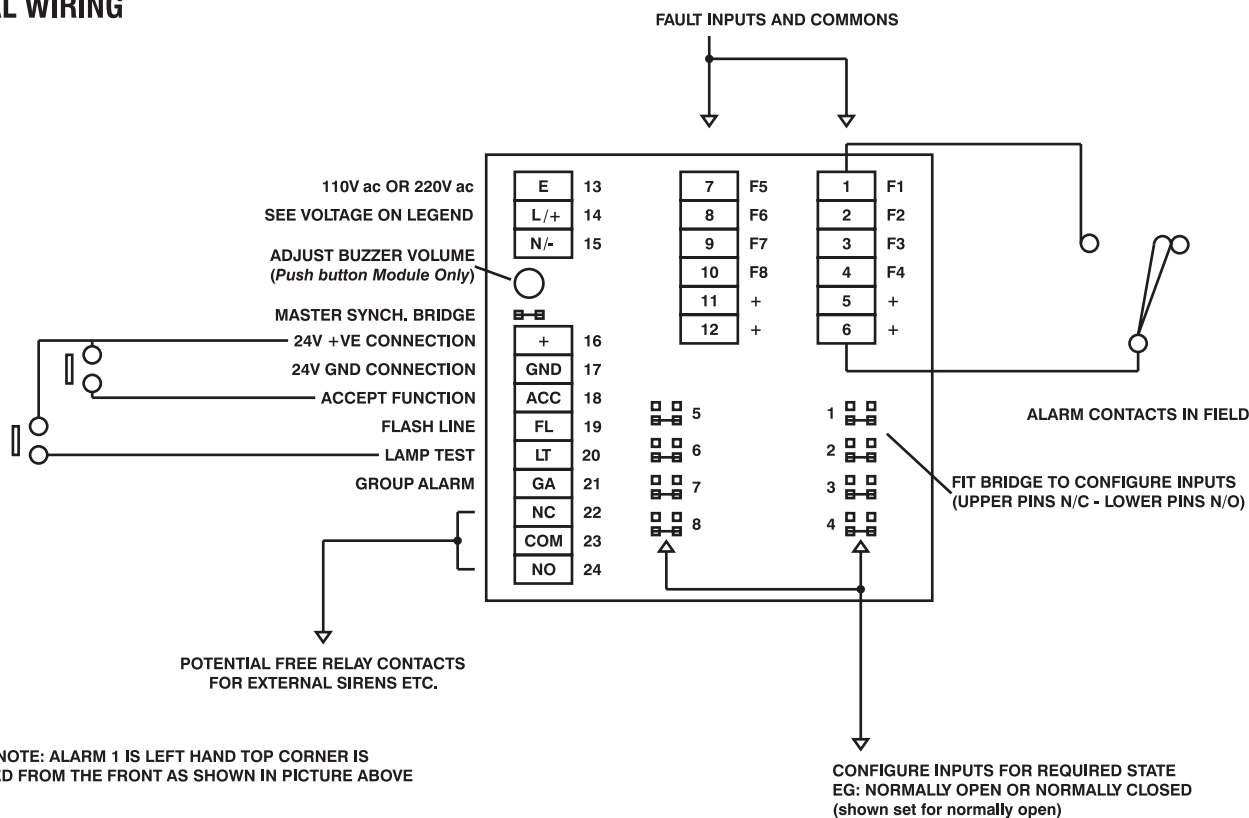 AL WIRING
FAULT INPUTS AND COMMONS
110V ac OR 220V ac
SEE VOLTAGE ON LEGEND
ADJUST BUZZER VOLUME
(Push button Module Only)
MASTER SYNCH. BRIDGE
24V +VE CONNECTION
24V GND CONNECTION
ACCEPT FUNCTION
FLASH LINE
LAMP TEST
GROUP ALARM
E 13
L/+ 14
N/- 15
+ 16
GND 17
ACC 18
FL 19
LT 20
GA 21
NC 22
COM 23
NO 24
7 F5
8 F6
9 F7
10 F8
11 +
12 +
1 F1
2 F2
3 F3
4 F4
5 +
6 +
5
6
7
8
1
2
3
4
ALARM CONTACTS IN FIELD
FIT BRIDGE TO CONFIGURE INPUTS
(UPPER PINS N/C - LOWER PINS N/O)
POTENTIAL FREE RELAY CONTACTS
FOR EXTERNAL SIRENS ETC.
NOTE: ALARM 1 IS LEFT HAND TOP CORNER IS
ED FROM THE FRONT AS SHOWN IN PICTURE ABOVE
CONFIGURE INPUTS FOR REQUIRED STATE
EG: NORMALLY OPEN OR NORMALLY CLOSED
(shown set for normally open)